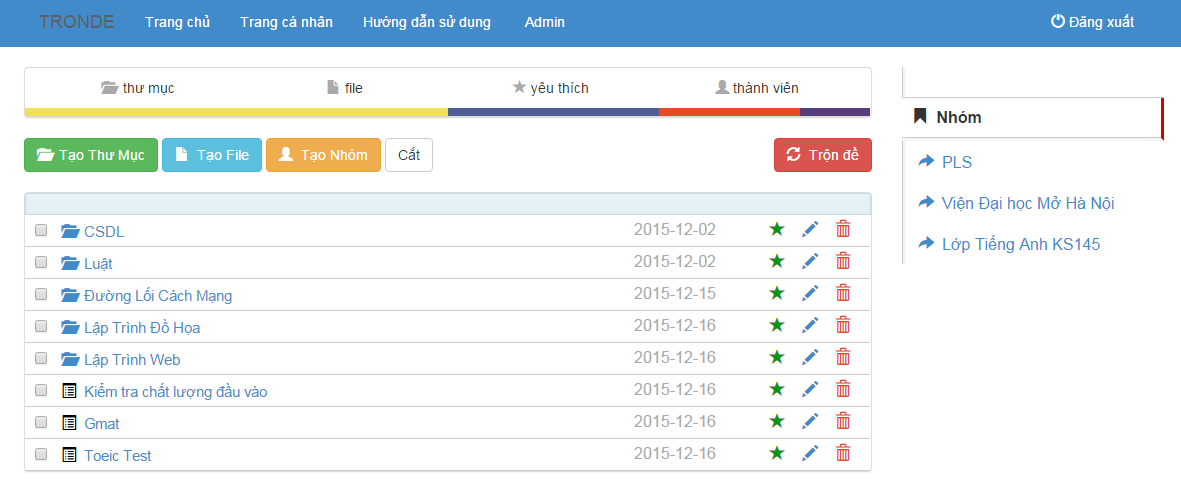 TRONDE Trang chủ Trang cá nhân Hướng dẫn sử dụng Admin Đăng xuất
thư mục file yêu thích thành viên
Tạo Thư Mục Tạo File Tạo Nhóm Cắt Trộn đề
CSDL 2015-12-02
Luật 2015-12-02
Đường Lối Cách Mạng 2015-12-15
Lập Trình Đồ Họa 2015-12-16
Lập Trình Web 2015-12-16
Kiểm tra chất lượng đầu vào 2015-12-16
Gmat 2015-12-16
Toeic Test 2015-12-16
Nhóm
PLS
Viện Đại học Mở Hà Nội
Lớp Tiếng Anh KS145